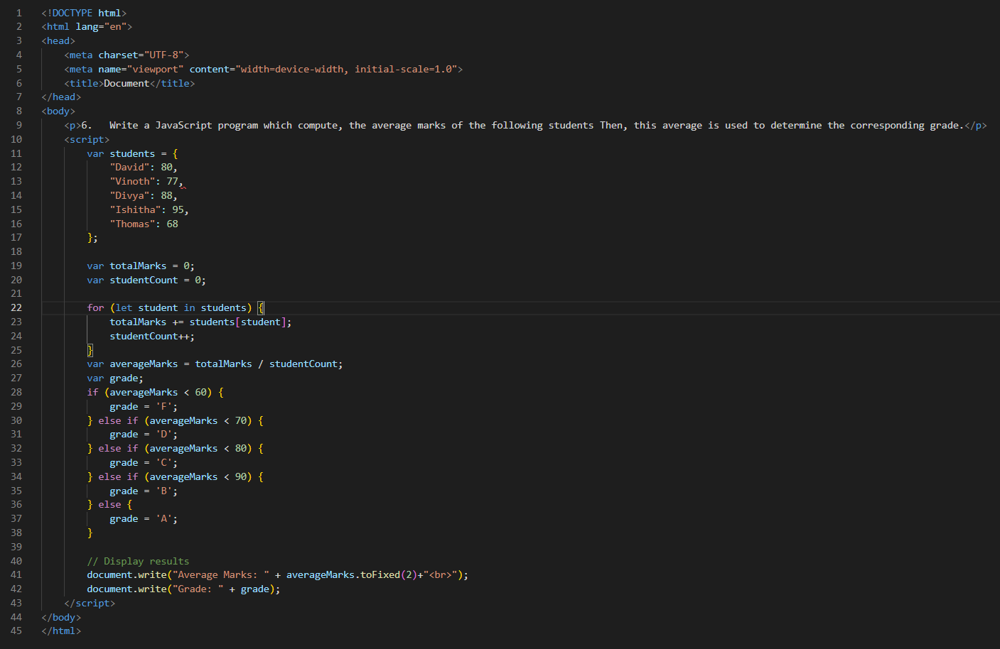 1 <!DOCTYPE html>
2 <html lang="en">
3 <head>
4     <meta charset="UTF-8">
5     <meta name="viewport" content="width=device-width, initial-scale=1.0">
6     <title>Document</title>
7 </head>
8 <body>
9     <p>6.   Write a JavaScript program which compute, the average marks of the following students Then, this average is used to determine the corresponding grade.</p>
10     <script>
11         var students = {
12             "David": 80,
13             "Vinoth": 77,
14             "Divya": 88,
15             "Ishitha": 95,
16             "Thomas": 68
17         };
18
19         var totalMarks = 0;
20         var studentCount = 0;
21
22         for (let student in students) {
23             totalMarks += students[student];
24             studentCount++;
25         }
26         var averageMarks = totalMarks / studentCount;
27         var grade;
28         if (averageMarks < 60) {
29             grade = 'F';
30         } else if (averageMarks < 70) {
31             grade = 'D';
32         } else if (averageMarks < 80) {
33             grade = 'C';
34         } else if (averageMarks < 90) {
35             grade = 'B';
36         } else {
37             grade = 'A';
38         }
39
40         // Display results
41         document.write("Average Marks: " + averageMarks.toFixed(2)+"<br>");
42         document.write("Grade: " + grade);
43     </script>
44 </body>
45 </html>